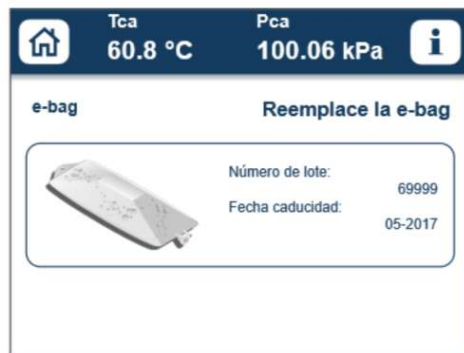 Tca
Pca
60.8 °C
100.06 kPa
i
e-bag
Reemplace la e-bag
Número de lote:
69999
Fecha caducidad:
05-2017